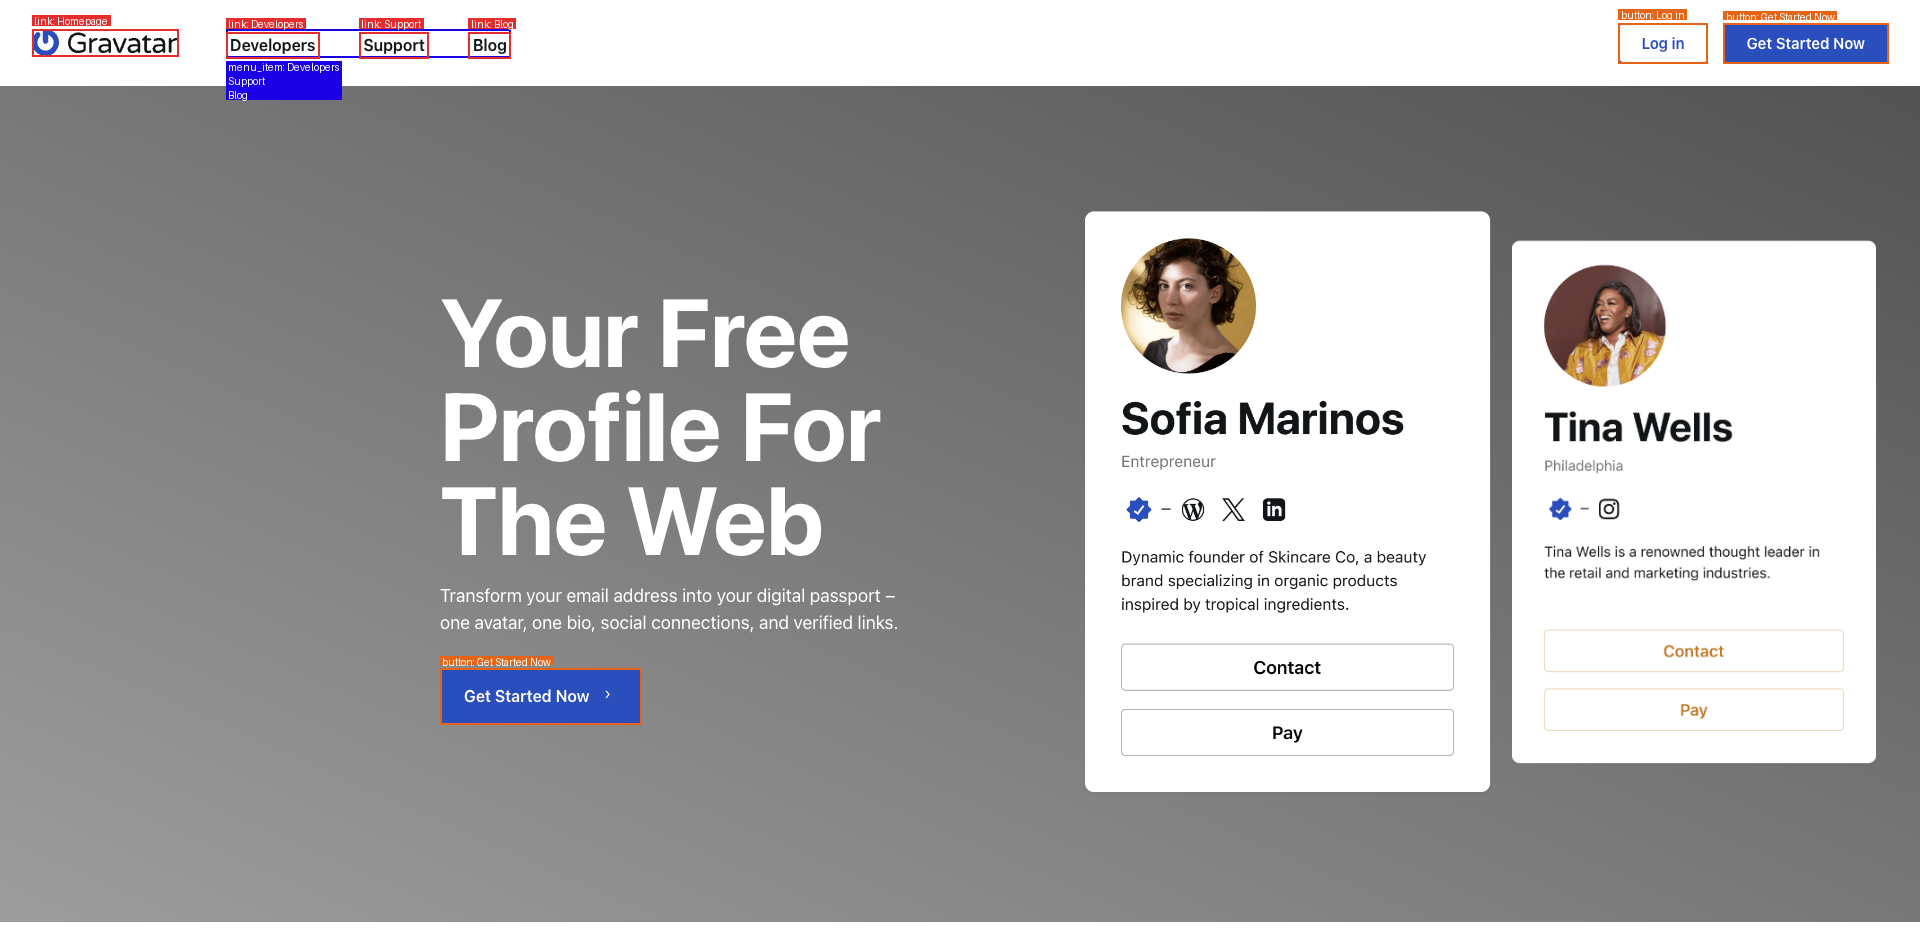 link: Homepage
Gravatar
link: Developers
Developers
link: Support
Support
link: Blog
Blog
menu_item: Developers
Support
Blog
button: Log in
Log in
button: Get Started Now
Get Started Now
Your Free
Profile For
The Web
Transform your email address into your digital passport –
one avatar, one bio, social connections, and verified links.
button: Get Started Now
Get Started Now ›
Sofia Marinos
Entrepreneur
Dynamic founder of Skincare Co, a beauty
brand specializing in organic products
inspired by tropical ingredients.
Contact
Pay
Tina Wells
Philadelphia
Tina Wells is a renowned thought leader in
the retail and marketing industries.
Contact
Pay